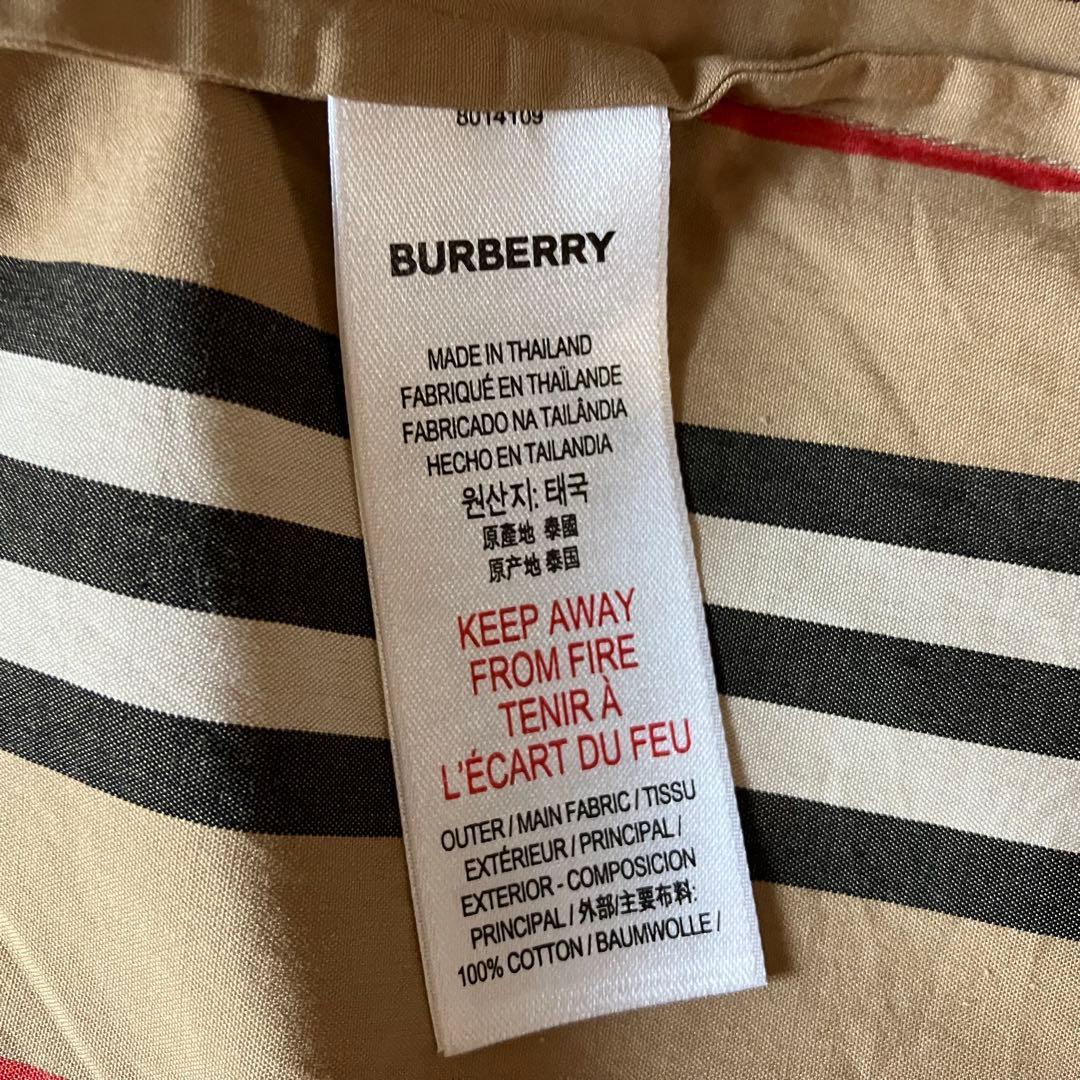 8014109
BURBERRY
MADE IN THAILAND
FABRIQUÉ EN THAÏLANDE
FABRICADO NA TAILÂNDIA
HECHO EN TAILANDIA
원산지: 태국
原產地 泰國
原产地 泰国
KEEP AWAY
FROM FIRE
TENIR À
L'ÉCART DU FEU
OUTER / MAIN FABRIC / TISSU
EXTÉRIEUR / PRINCIPAL /
EXTERIOR - COMPOSICION
PRINCIPAL / 外部/主要布料:
100% COTTON / BAUMWOLLE /